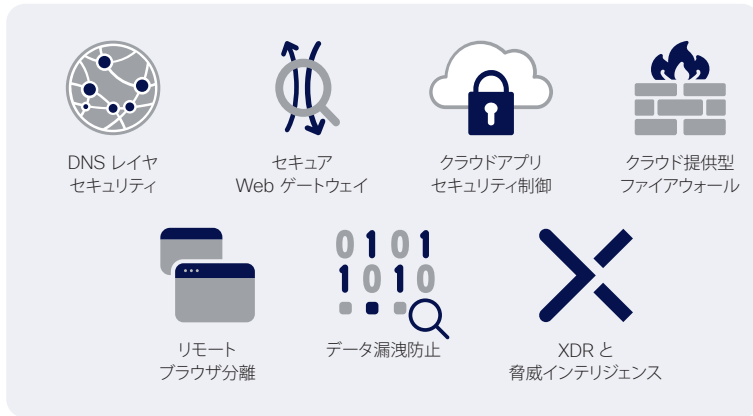 DNS レイヤ
セキュリティ
セキュア
Web ゲートウェイ
クラウドアプリ
セキュリティ制御
クラウド提供型
ファイアウォール
0101
1010
リモート
ブラウザ分離
データ漏洩防止
XDR と
脅威インテリジェンス